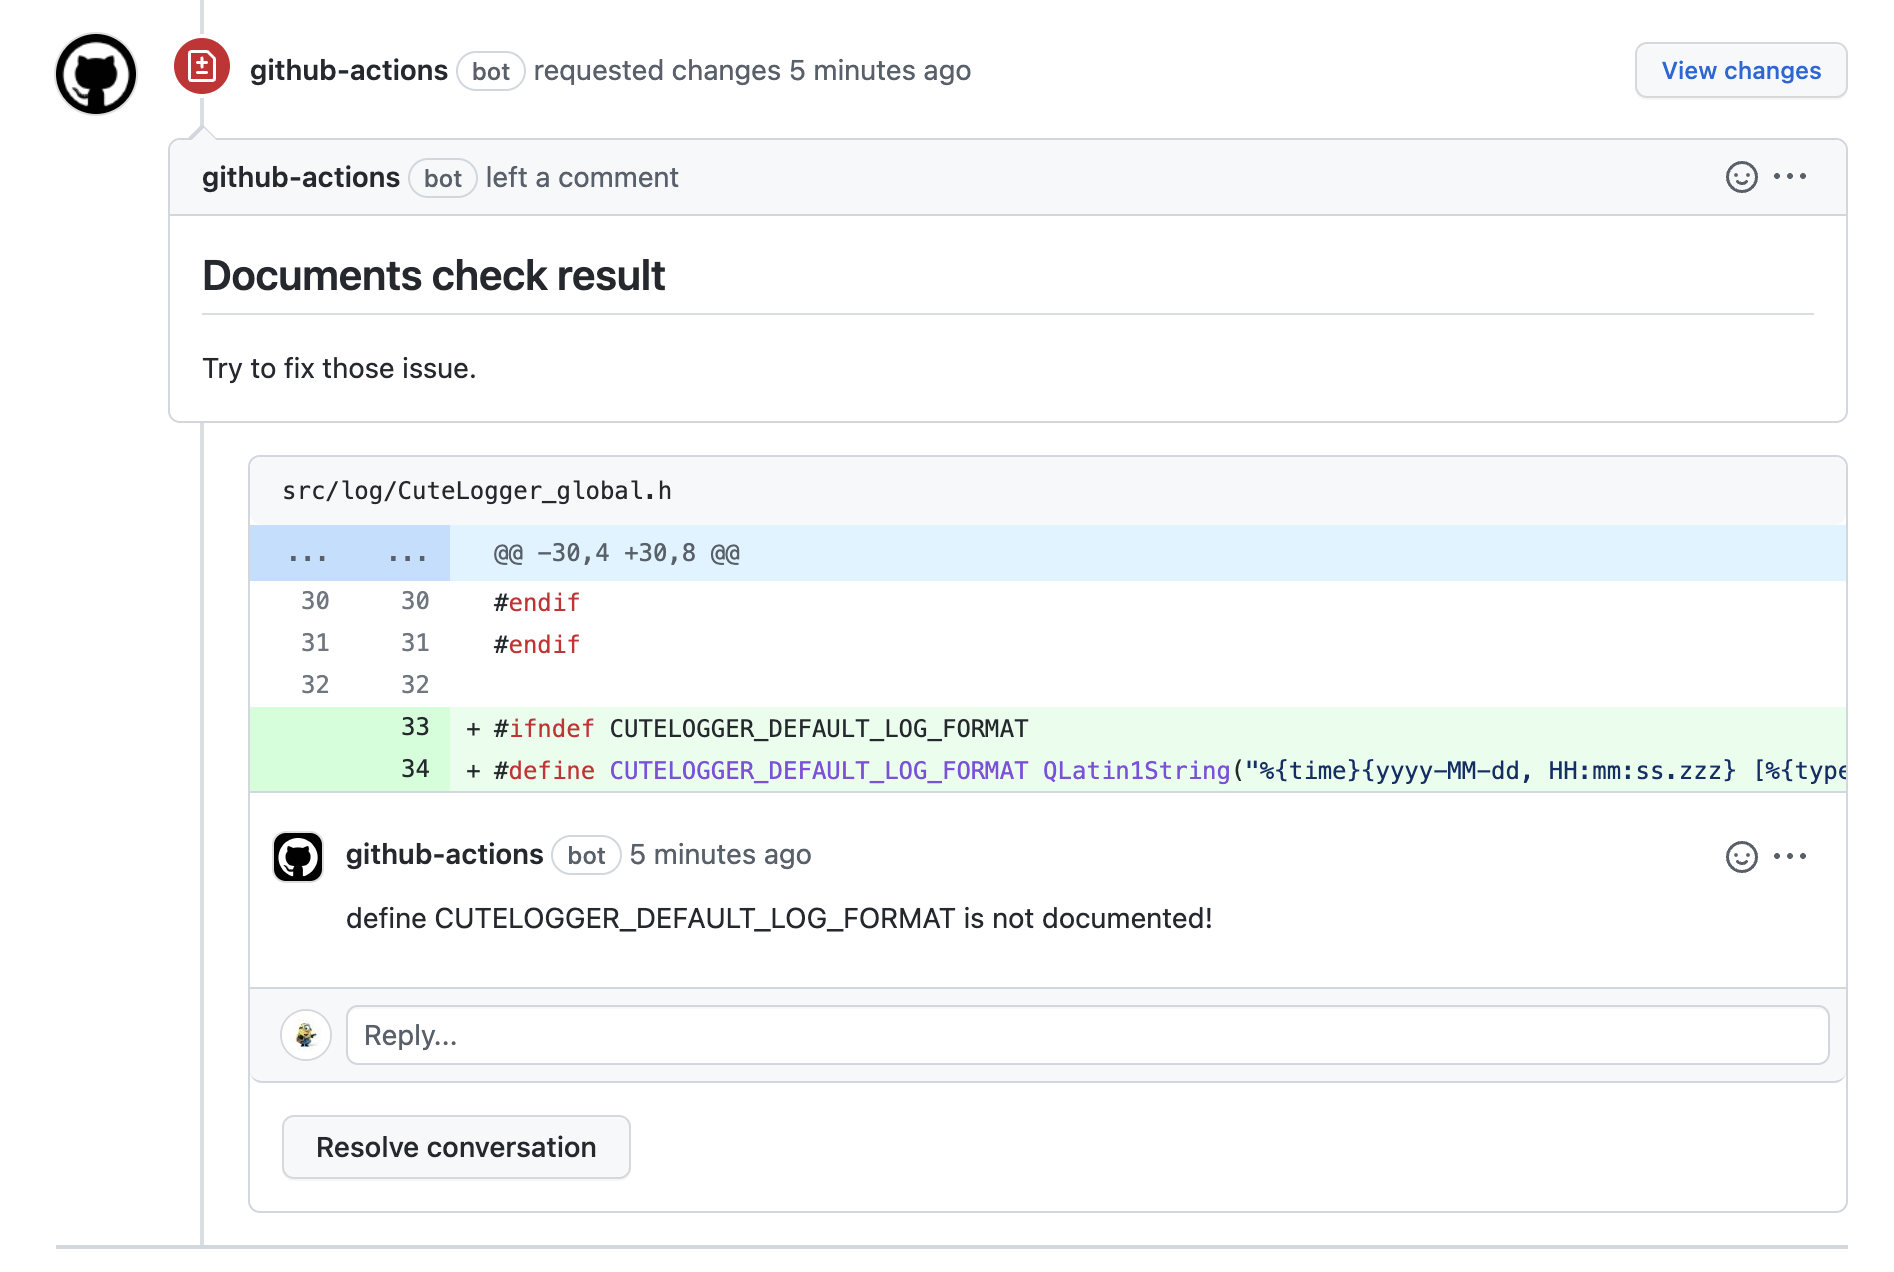 github-actions bot requested changes 5 minutes ago View changes
github-actions bot left a comment
Documents check result
Try to fix those issue.
src/log/CuteLogger_global.h
... ... @@ -30,4 +30,8 @@
30 30 #endif
31 31 #endif
32 32
33 + #ifndef CUTELOGGER_DEFAULT_LOG_FORMAT
34 + #define CUTELOGGER_DEFAULT_LOG_FORMAT QLatin1String("%{time}{yyyy-MM-dd, HH:mm:ss.zzz} [%{type
github-actions bot 5 minutes ago
define CUTELOGGER_DEFAULT_LOG_FORMAT is not documented!
Reply...
Resolve conversation